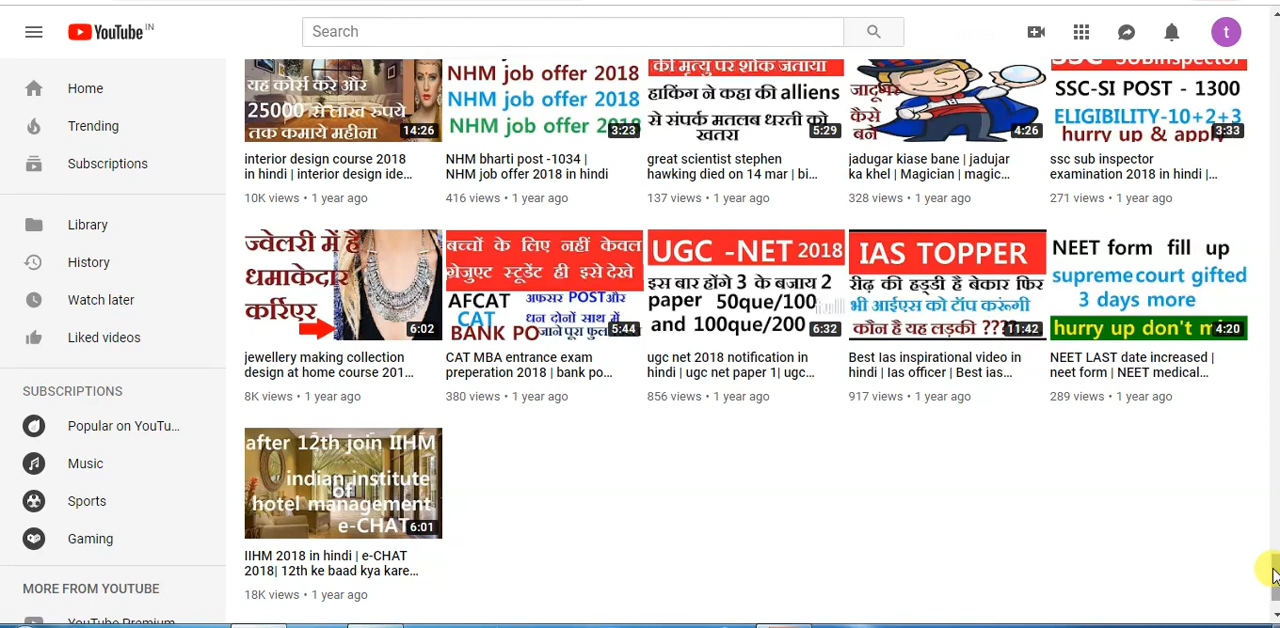 YouTube IN
Search
t
Home
Trending
Subscriptions
Library
History
Watch later
Liked videos
SUBSCRIPTIONS
Popular on YouTu...
Music
Sports
Gaming
MORE FROM YOUTUBE
YouTube Premium
यह कोर्स करे और
25000 से लाख रुपये
तक कमाये महीना
14:26
interior design course 2018
in hindi | interior design ide...
10K views • 1 year ago
NHM job offer 2018
NHM job offer 2018
NHM job offer 2018
3:23
NHM bharti post -1034 |
NHM job offer 2018 in hindi
416 views • 1 year ago
की मृत्यु पर शोक जताया
हाकिंग ने कहा की alliens
से संपर्क मतलब धरती को
खतरा
5:29
great scientist stephen
hawking died on 14 mar | bi...
137 views • 1 year ago
जादूगर
कैसे
बने
4:26
jadugar kiase bane | jadujar
ka khel | Magician | magic...
328 views • 1 year ago
SSC SUBinspector
SSC-SI POST - 1300
ELIGIBILITY-10+2+3
hurry up & apply
3:33
ssc sub inspector
examination 2018 in hindi |...
271 views • 1 year ago
ज्वेलरी में है
धमाकेदार
करिएर
6:02
jewellery making collection
design at home course 201...
8K views • 1 year ago
बच्चों के लिए नहीं केवल
ग्रेजुएट स्टूडेंट ही इसे देखे
AFCAT अफसर POSTऔर
CAT धन दोनों साथ में
BANK PO जाने पूरा
5:44
CAT MBA entrance exam
preperation 2018 | bank po...
380 views • 1 year ago
UGC -NET 2018
इस बार होंगे 3 के बजाय 2
paper 50que/100
and 100que/200
6:32
ugc net 2018 notification in
hindi | ugc net paper 1| ugc...
856 views • 1 year ago
IAS TOPPER
रीढ़ की हड्डी है बेकार फिर
भी आईएस को टॉप करूंगी
कौन है यह लड़की ????
11:42
Best Ias inspirational video in
hindi | Ias officer | Best ias...
917 views • 1 year ago
NEET form fill up
supremecourt gifted
3 days more
hurry up don't
4:20
NEET LAST date increased |
neet form | NEET medical...
289 views • 1 year ago
after 12th join IIHM
indian institute
of
hotel management
e-CHAT
6:01
IIHM 2018 in hindi | e-CHAT
2018| 12th ke baad kya kare...
18K views • 1 year ago